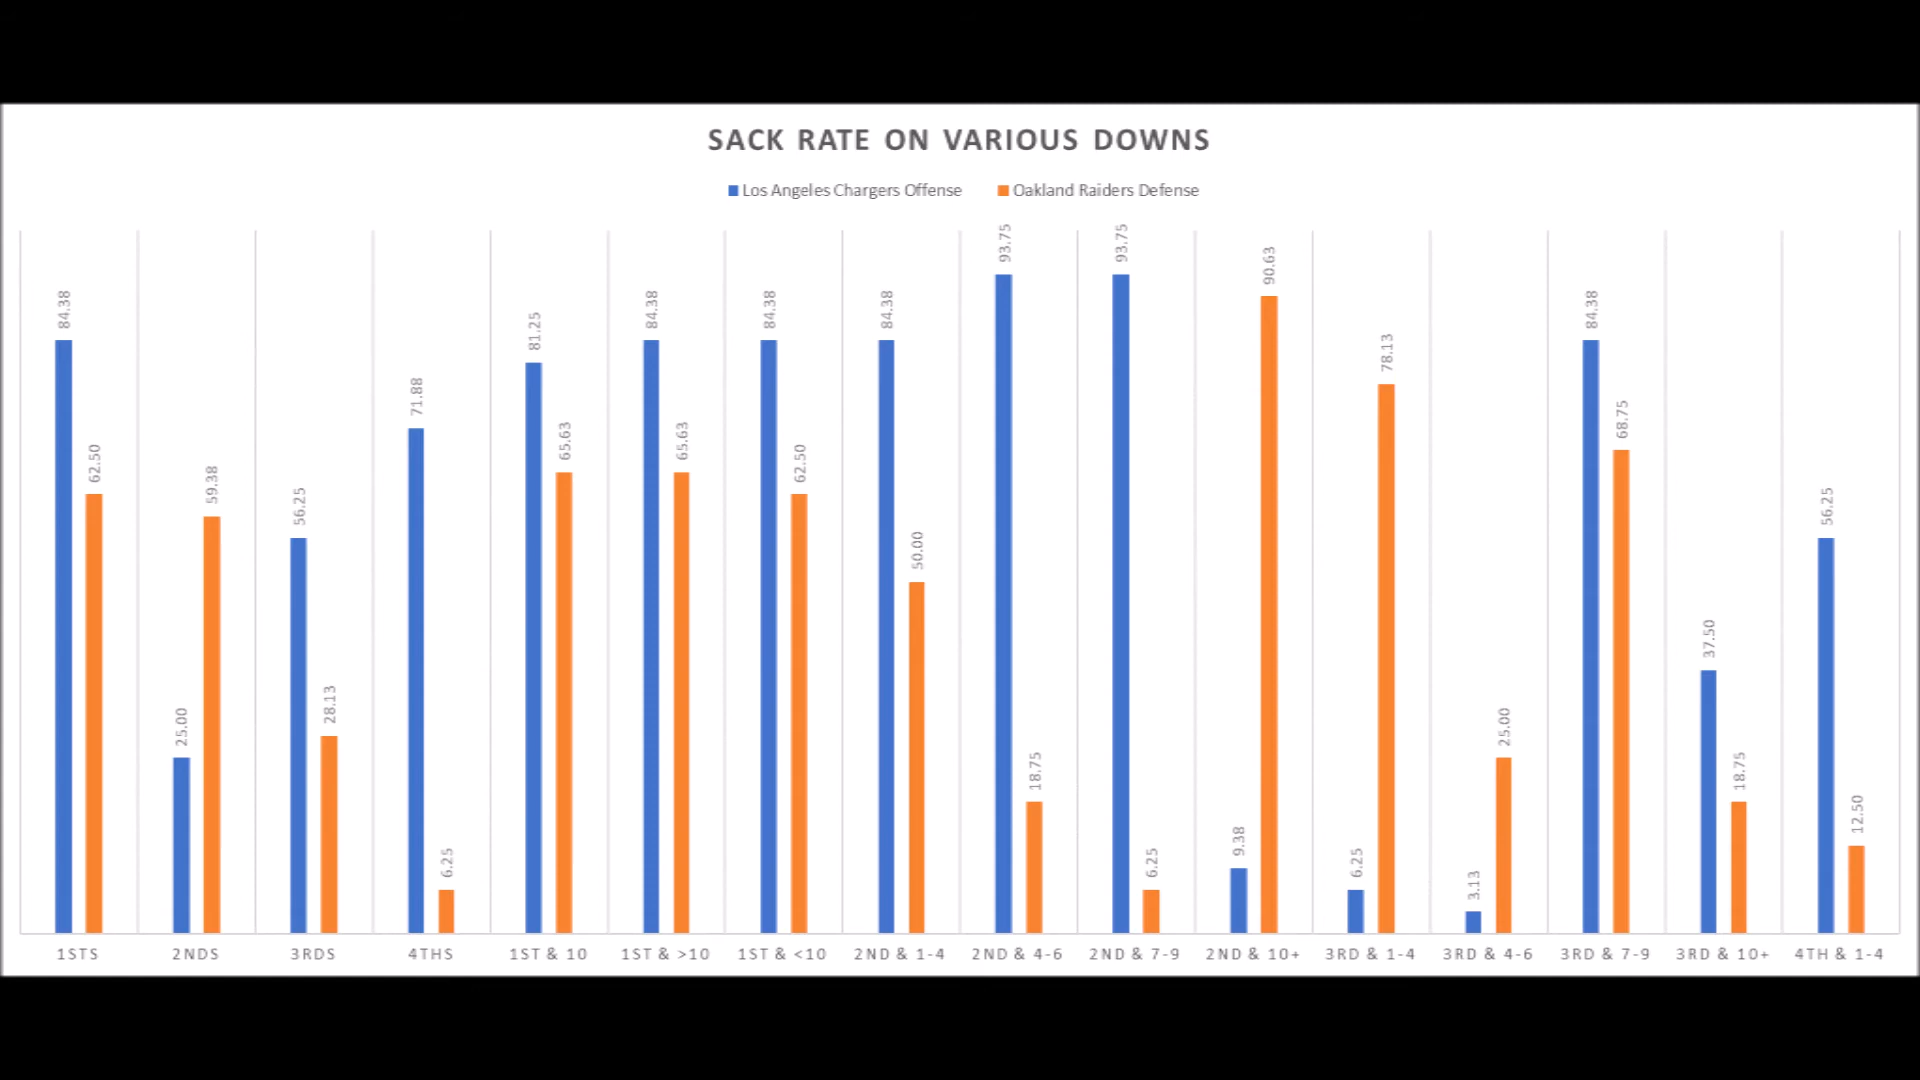 SACK RATE ON VARIOUS DOWNS
Los Angeles Chargers Offense Oakland Raiders Defense
84.38 62.50 25.00 59.38 56.25 28.13 71.88 6.25 81.25 65.63 84.38 65.63 84.38 62.50 84.38 50.00 93.75 18.75 93.75 6.25 9.38 90.63 6.25 78.13 3.13 25.00 84.38 68.75 37.50 18.75 56.25 12.50
1STS 2NDS 3RDS 4THS 1ST & 10 1ST & >10 1ST & <10 2ND & 1-4 2ND & 4-6 2ND & 7-9 2ND & 10+ 3RD & 1-4 3RD & 4-6 3RD & 7-9 3RD & 10+ 4TH & 1-4